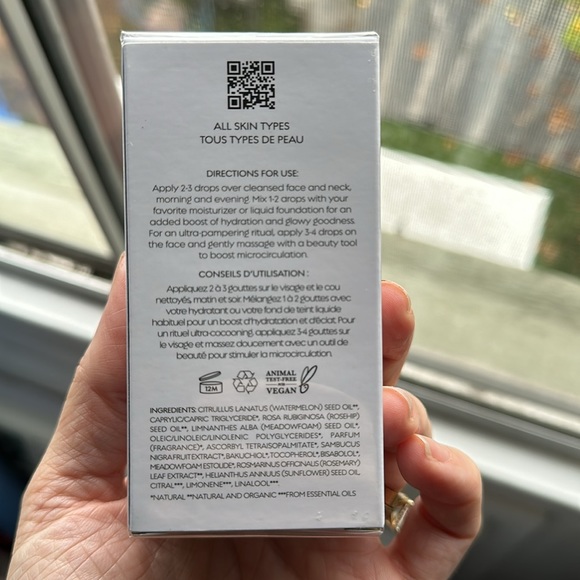 ALL SKIN TYPES
TOUS TYPES DE PEAU
DIRECTIONS FOR USE:
Apply 2-3 drops over cleansed face and neck,
morning and evening. Mix 1-2 drops with your
favorite moisturizer or liquid foundation for an
added boost of hydration and glowy goodness.
For an ultra-pampering ritual, apply 3-4 drops on
the face and gently massage with a beauty tool
to boost microcirculation.
CONSEILS D'UTILISATION :
Appliquez 2 à 3 gouttes sur le visage et le cou
nettoyés, matin et soir. Mélangez 1 à 2 gouttes avec
votre hydratant ou votre fond de teint liquide
habituel pour un boost d'hydratation et d'éclat. Pour
un rituel ultra-cocooning, appliquez 3-4 gouttes sur
le visage et massez doucement avec un outil de
beauté pour stimuler la microcirculation.
12M
ANIMAL
TEST-FREE
VEGAN
INGREDIENTS: CITRULLUS LANATUS (WATERMELON) SEED OIL**,
CAPRYLIC/CAPRIC TRIGLYCERIDE*, ROSA RUBIGINOSA (ROSEHIP)
SEED OIL**, LIMNANTHES ALBA (MEADOWFOAM) SEED OIL*,
OLEIC/LINOLEIC/LINOLENIC POLYGLYCERIDES*, PARFUM
(FRAGRANCE)*, ASCORBYL TETRAISOPALMITATE*, SAMBUCUS
NIGRA FRUIT EXTRACT*, BAKUCHIOL*, TOCOPHEROL*, BISABOLOL*,
MEADOWFOAM ESTOLIDE*, ROSMARINUS OFFICINALIS (ROSEMARY)
LEAF EXTRACT**, HELIANTHUS ANNUUS (SUNFLOWER) SEED OIL,
CITRAL***, LIMONENE***, LINALOOL***
*NATURAL **NATURAL AND ORGANIC ***FROM ESSENTIAL OILS